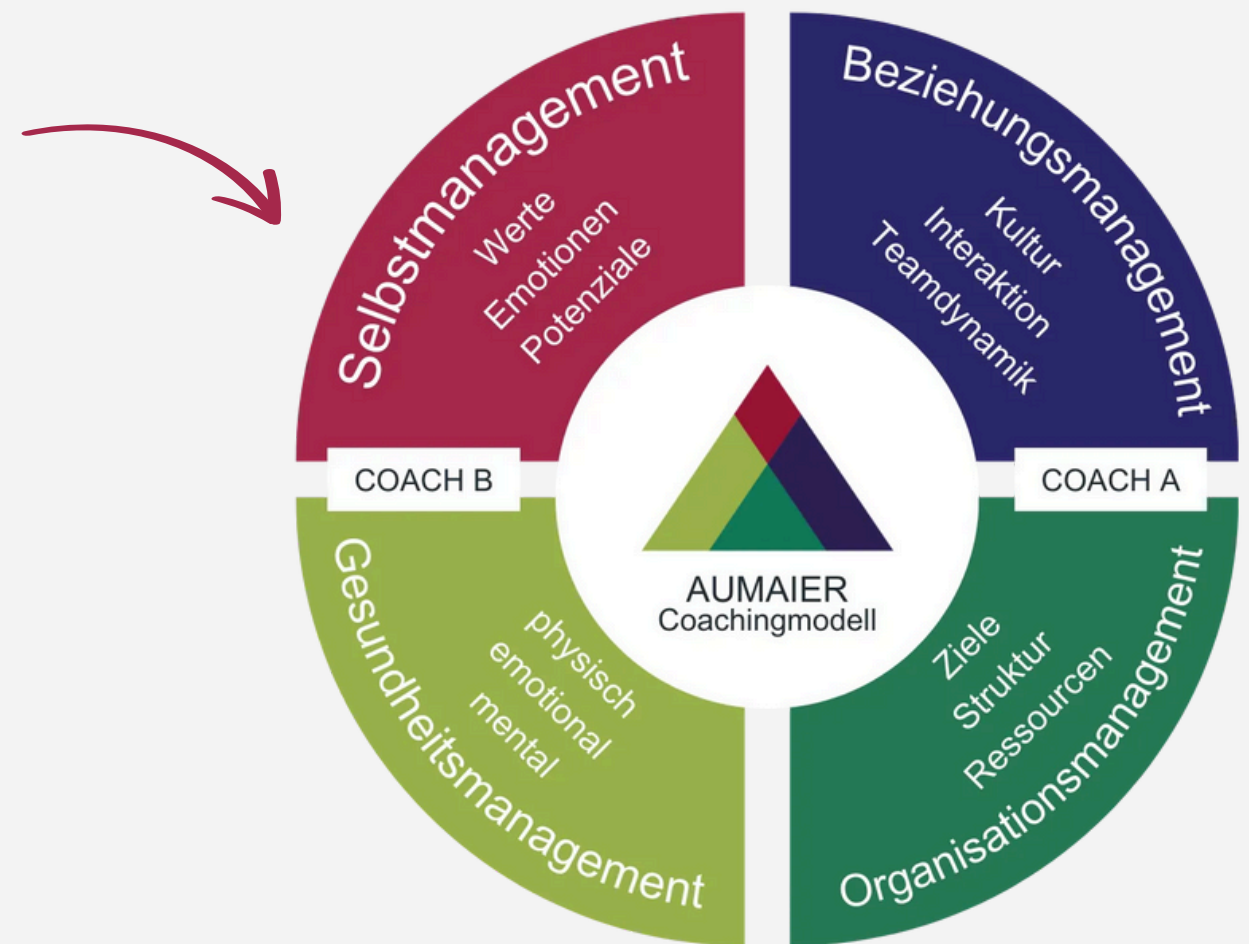 Selbstmanagement
Werte
Emotionen
Potenziale
Beziehungsmanagement
Kultur
Interaktion
Teamdynamik
COACH B
COACH A
AUMAIER
Coachingmodell
Gesundheitsmanagement
physisch
emotional
mental
Ziele
Struktur
Ressourcen
Organisationsmanagement